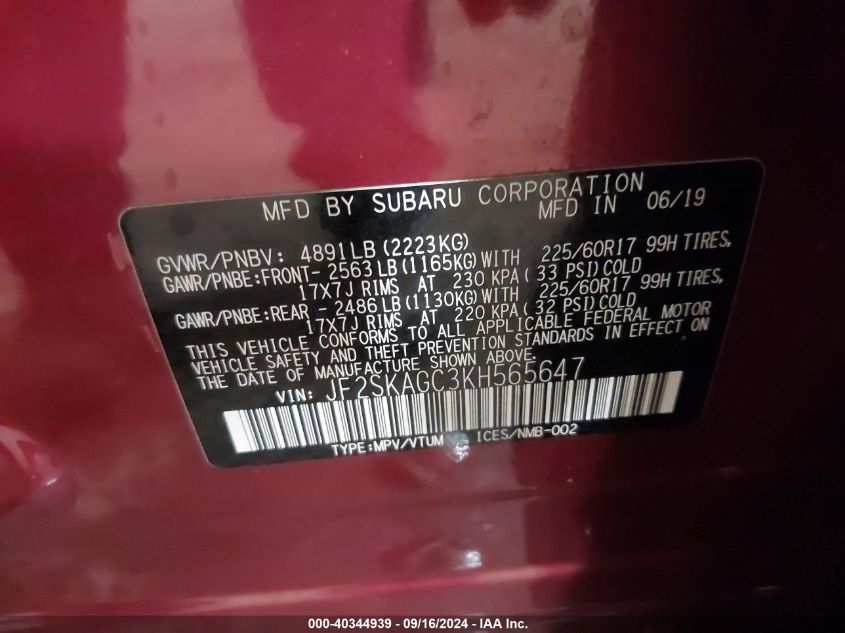 MFD BY SUBARU CORPORATION
MFD IN 06/19
GVWR/PNBV: 4891LB (2223KG)
GAWR/PNBE:FRONT- 2563LB (1165KG) WITH 225/60R17 99H TIRES,
17X7J RIMS AT 230 KPA ( 33 PSI) COLD
GAWR/PNBE:REAR - 2486LB (1130KG) WITH 225/60R17 99H TIRES,
17X7J RIMS AT 220 KPA ( 32 PSI) COLD
THIS VEHICLE CONFORMS TO ALL APPLICABLE FEDERAL MOTOR
VEHICLE SAFETY AND THEFT PREVENTION STANDARDS IN EFFECT ON
THE DATE OF MANUFACTURE SHOWN ABOVE.
VIN: JF2SKAGC3KH565647
TYPE:MPV/VTUM ICES/NMB-002
000-40344939 - 09/16/2024 - IAA Inc.